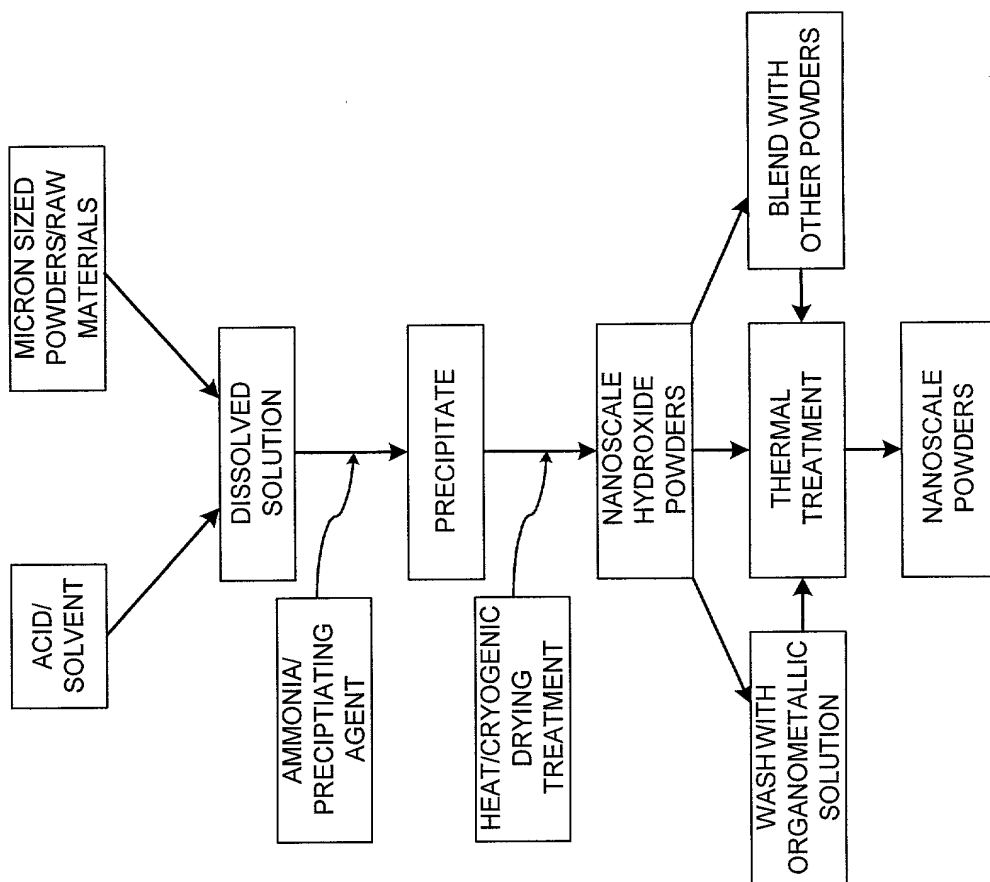 ACID/
SOLVENT
MICRON SIZED
POWDERS/RAW
MATERIALS
DISSOLVED
SOLUTION
AMMONIA/
PRECIPTIATING
AGENT
PRECIPITATE
HEAT/CRYOGENIC
DRYING
TREATMENT
NANOSCALE
HYDROXIDE
POWDERS
WASH WITH
ORGANOMETALLIC
SOLUTION
THERMAL
TREATMENT
BLEND WITH
OTHER POWDERS
NANOSCALE
POWDERS